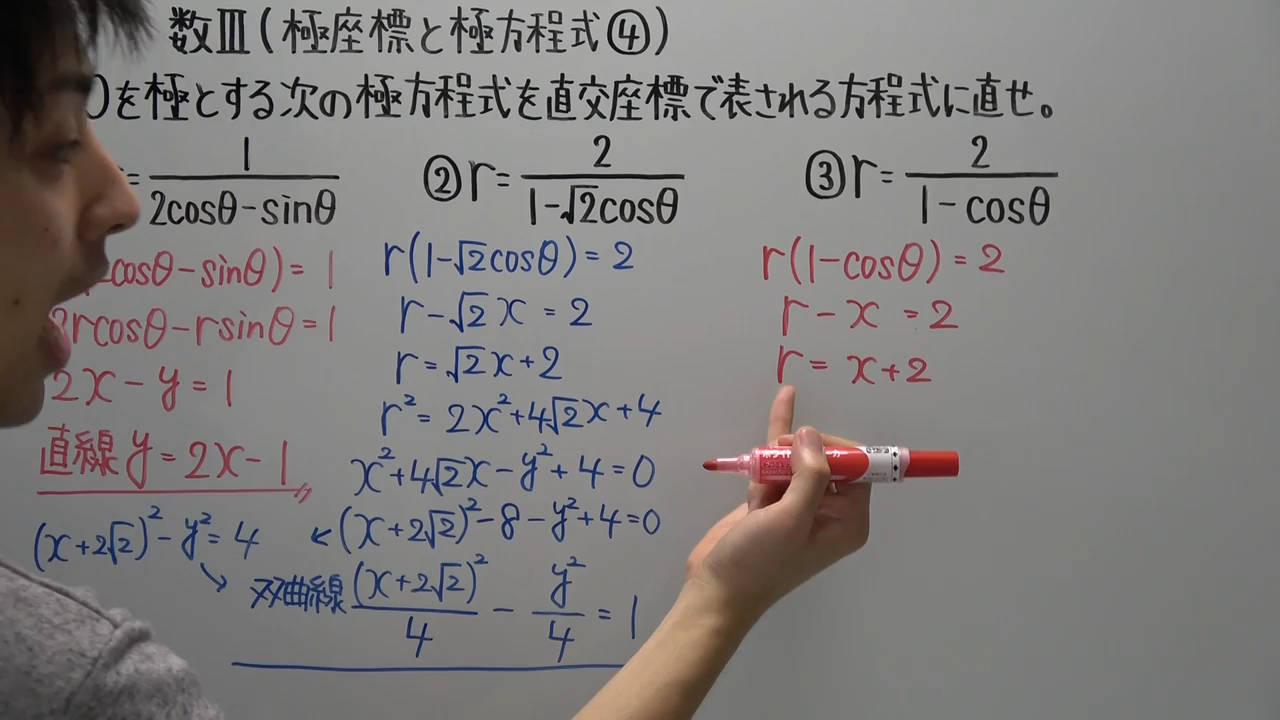 数Ⅲ(極座標と極方程式④)
Oを極とする次の極方程式を直交座標で表される方程式に直せ。
= 1/(2cosθ-sinθ)
② r = 2/(1-√2cosθ)
③ r = 2/(1-cosθ)
cosθ-sinθ) = 1
2rcosθ-rsinθ=1
2x-y=1
直線 y=2x-1
r(1-√2cosθ)=2
r-√2x=2
r=√2x+2
r²=2x²+4√2x+4
x²+4√2x-y²+4=0
←(x+2√2)²-8-y²+4=0
(x+2√2)²-y²=4
双曲線 (x+2√2)²/4 - y²/4 = 1
r(1-cosθ)=2
r-x=2
r=x+2